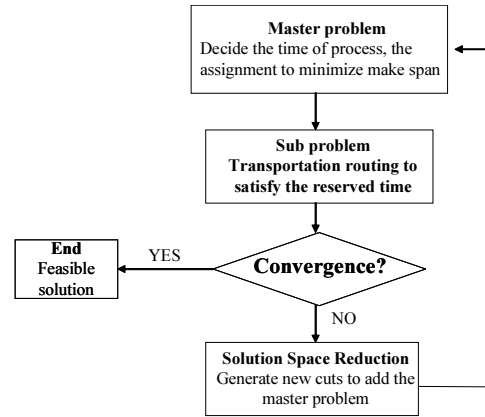 Master problem
Decide the time of process, the
assignment to minimize make span
Sub problem
Transportation routing to
satisfy the reserved time
Convergence?
YES
End
Feasible
solution
NO
Solution Space Reduction
Generate new cuts to add the
master problem